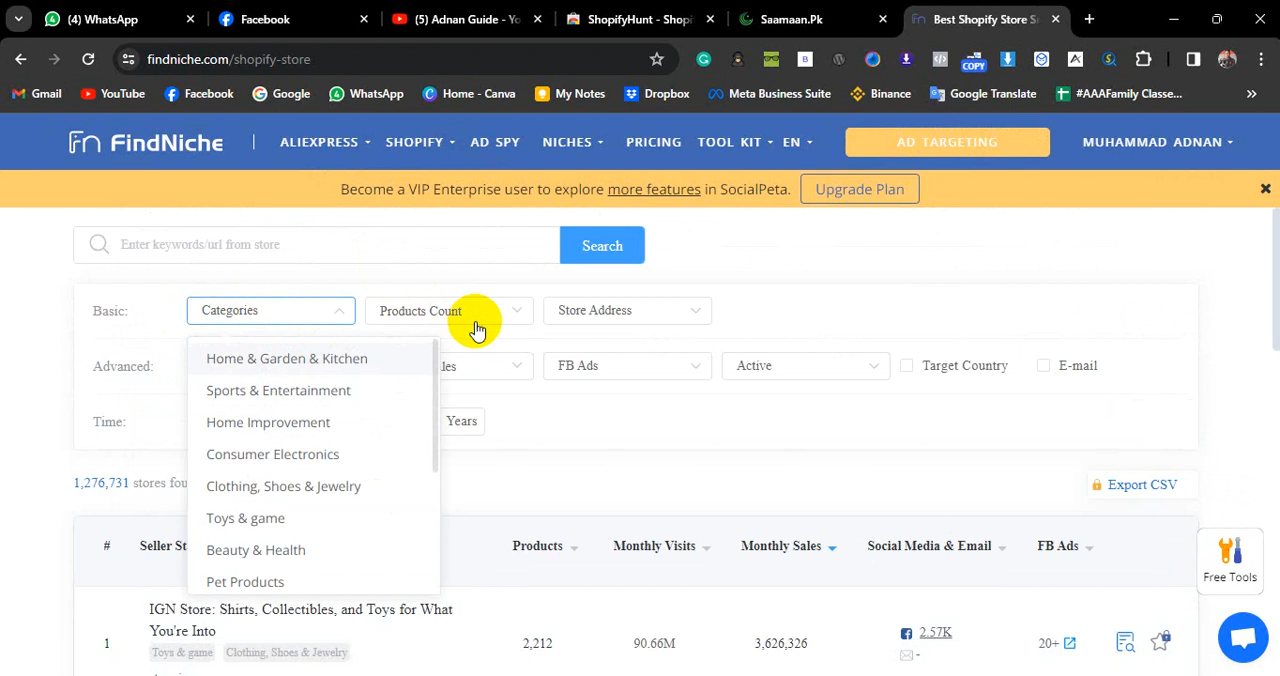 (4) WhatsApp
Facebook
(5) Adnan Guide - Yo
ShopifyHunt - Shopi
Saamaan.Pk
Best Shopify Store S
findniche.com/shopify-store
COPY
Gmail
YouTube
Facebook
Google
WhatsApp
Home - Canva
My Notes
Dropbox
Meta Business Suite
Binance
Google Translate
#AAAFamily Classe...
FindNiche
ALIEXPRESS
SHOPIFY
AD SPY
NICHES
PRICING
TOOL KIT
EN
AD TARGETING
MUHAMMAD ADNAN
Become a VIP Enterprise user to explore more features in SocialPeta.
Upgrade Plan
Enter keywords/url from store
Search
Basic:
Categories
Products Count
Store Address
Home & Garden & Kitchen
Sports & Entertainment
Home Improvement
Consumer Electronics
Clothing, Shoes & Jewelry
Toys & game
Beauty & Health
Pet Products
Advanced:
les
FB Ads
Active
Target Country
E-mail
Time:
Years
1,276,731 stores fou
Export CSV
#
Seller St
Products
Monthly Visits
Monthly Sales
Social Media & Email
FB Ads
Free Tools
1
IGN Store: Shirts, Collectibles, and Toys for What
You're Into
Toys & game
Clothing, Shoes & Jewelry
2,212
90.66M
3,626,326
2.57K
-
20+